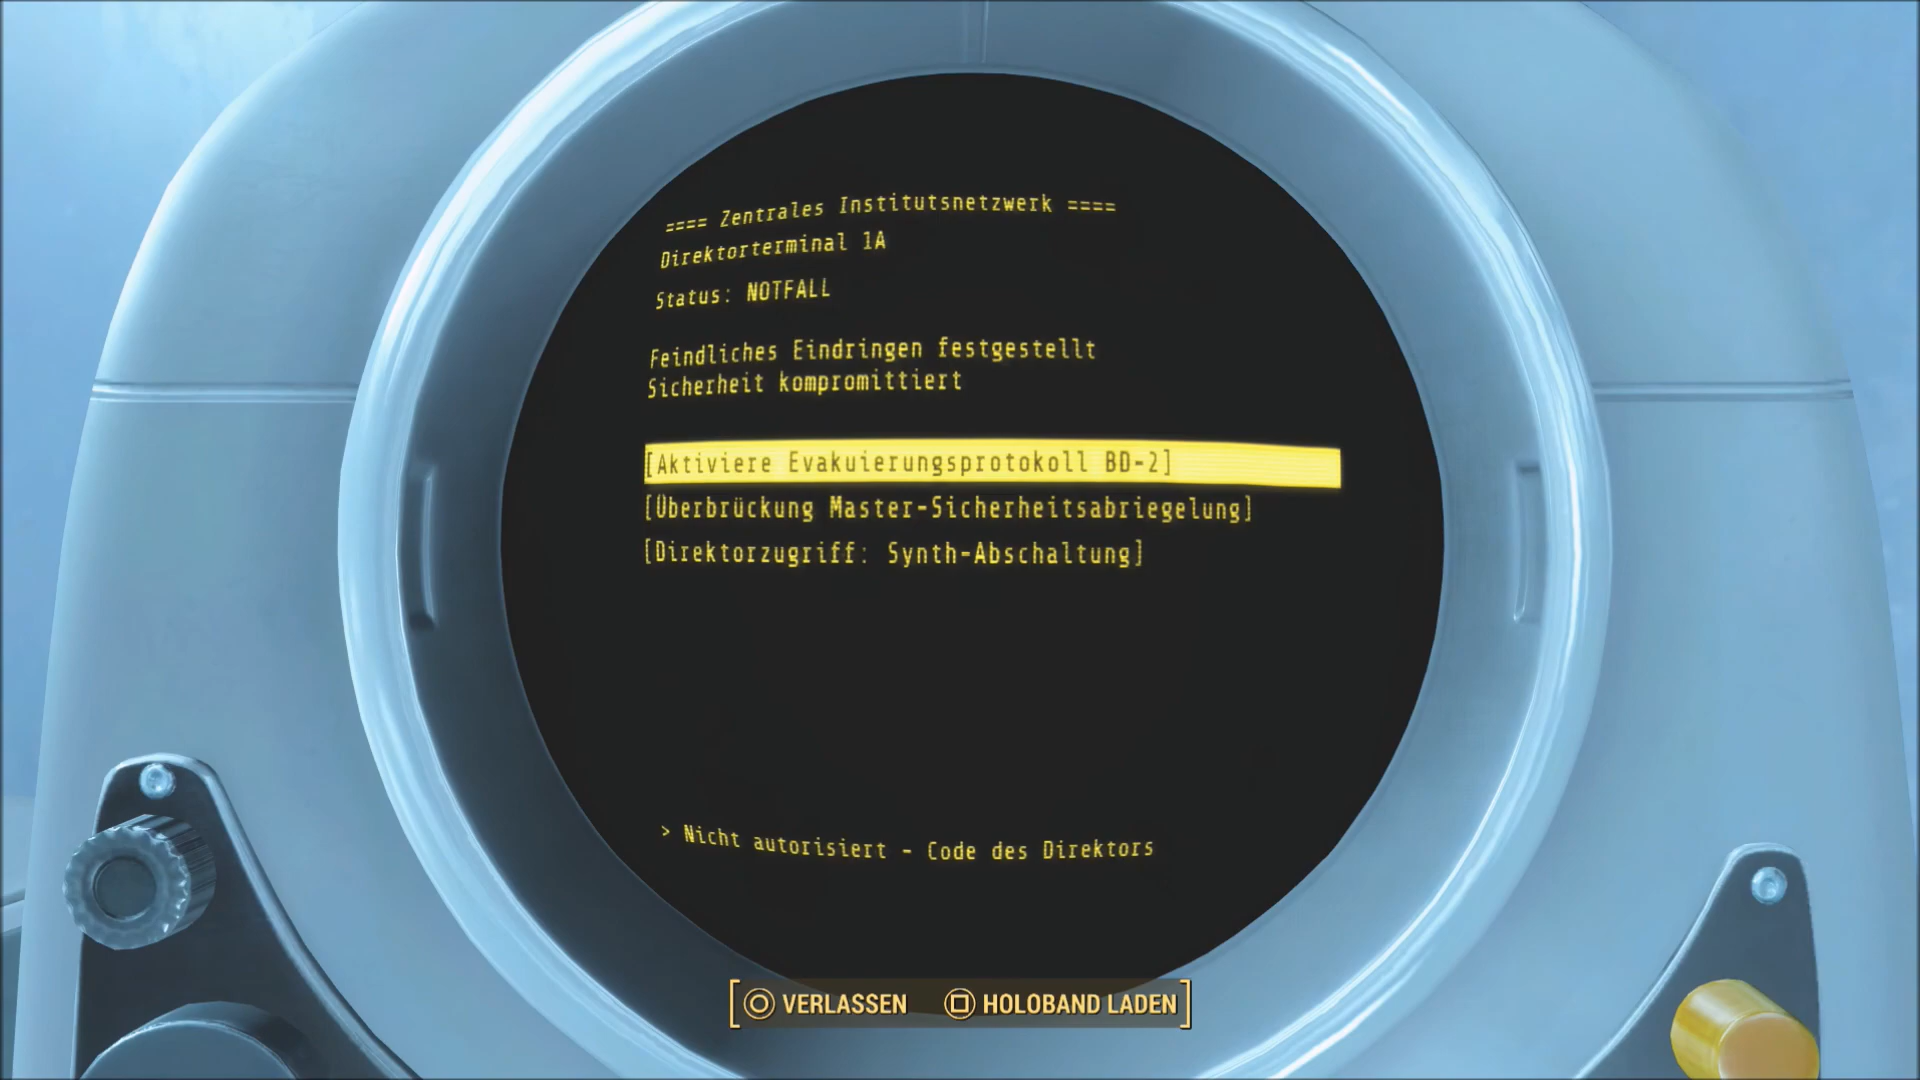 ==== Zentrales Institutsnetzwerk ====
Direktorterminal 1A
Status: NOTFALL
Feindliches Eindringen festgestellt
Sicherheit kompromittiert
[Aktiviere Evakuierungsprotokoll BD-2]
[Überbrückung Master-Sicherheitsabriegelung]
[Direktorzugriff: Synth-Abschaltung]
> Nicht autorisiert - Code des Direktors
VERLASSEN HOLOBAND LADEN